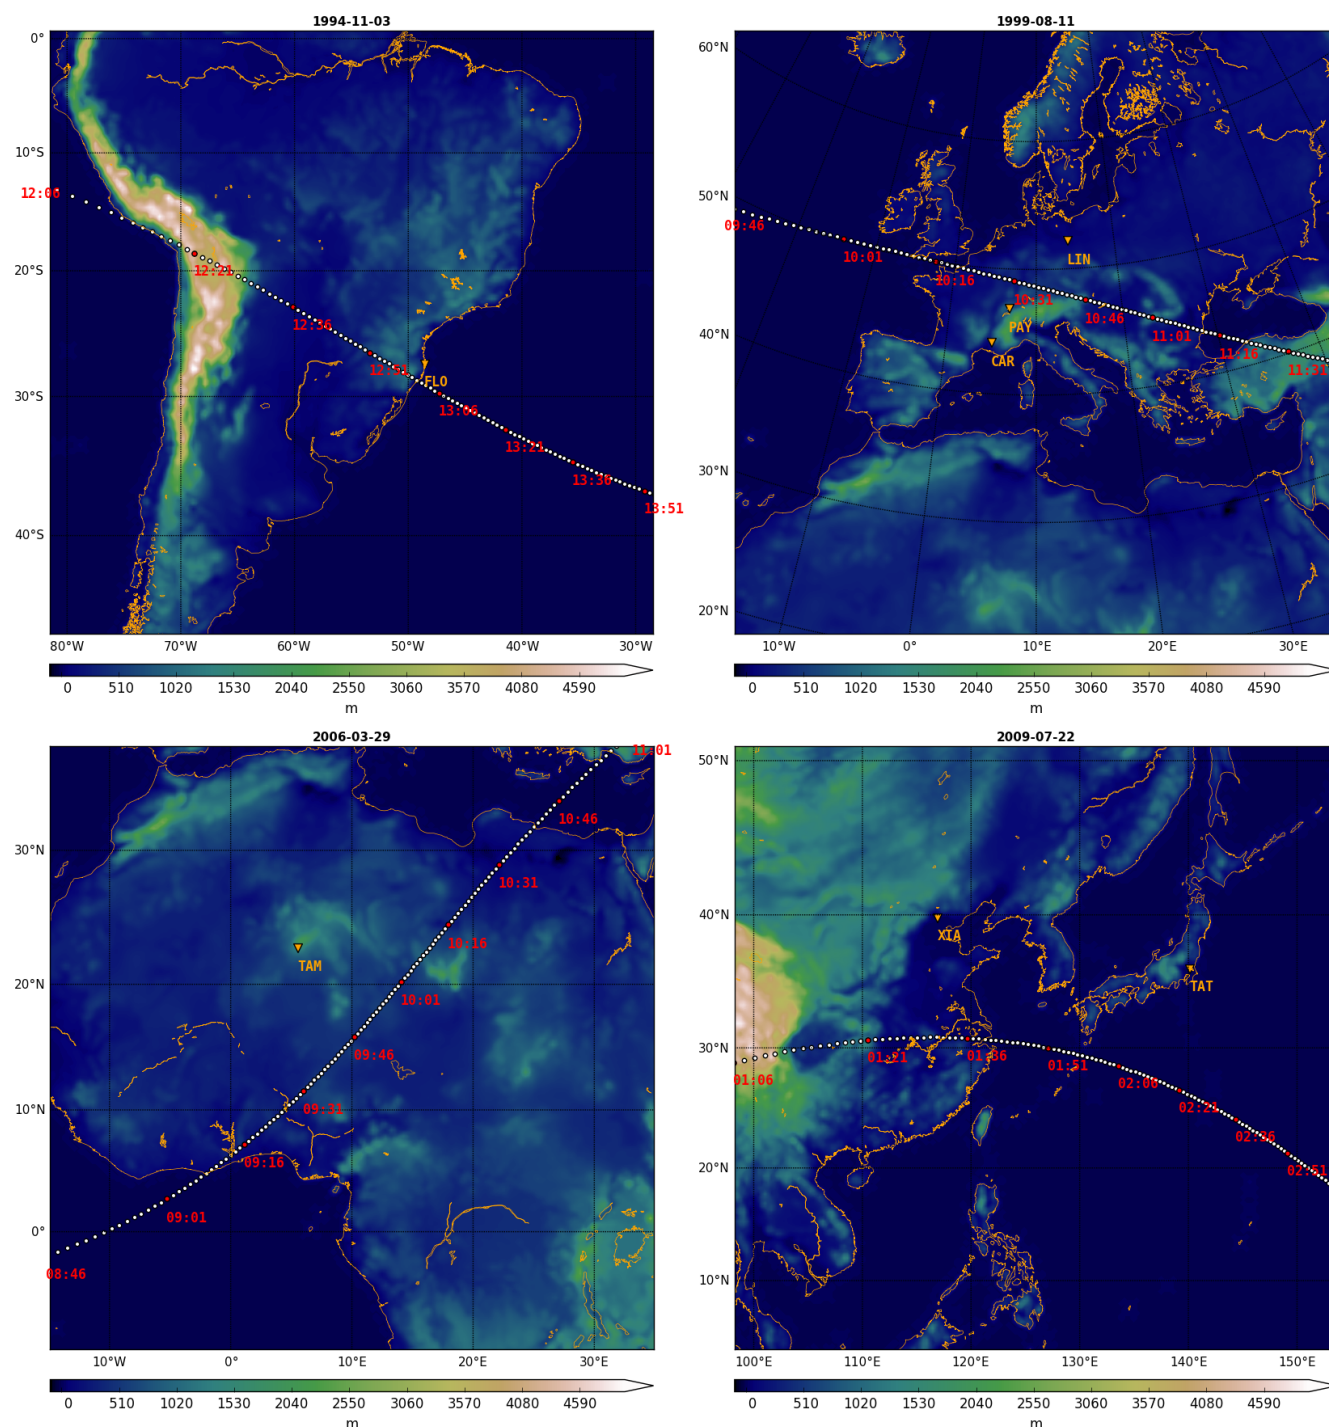 1994-11-03
0°
10°S
12:06
20°S
12:21
12:36
12:51
FLO
30°S
13:06
13:21
13:36
13:51
40°S
80°W 70°W 60°W 50°W 40°W 30°W
0 510 1020 1530 2040 2550 3060 3570 4080 4590
m
1999-08-11
60°N
50°N
09:46
10:01
LIN
10:16
10:31
PAY
10:46
40°N
11:01
11:16
CAR
11:31
30°N
20°N
10°W 0° 10°E 20°E 30°E
0 510 1020 1530 2040 2550 3060 3570 4080 4590
m
2006-03-29
11:01
10:46
30°N
10:31
10:16
TAM
20°N
10:01
09:46
10°N
09:31
09:16
09:01
0°
08:46
10°W 0° 10°E 20°E 30°E
0 510 1020 1530 2040 2550 3060 3570 4080 4590
m
2009-07-22
50°N
40°N
XIA
TAT
30°N
01:06
01:21
01:36
01:51
02:06
02:21
02:36
20°N
02:51
10°N
100°E 110°E 120°E 130°E 140°E 150°E
0 510 1020 1530 2040 2550 3060 3570 4080 4590
m